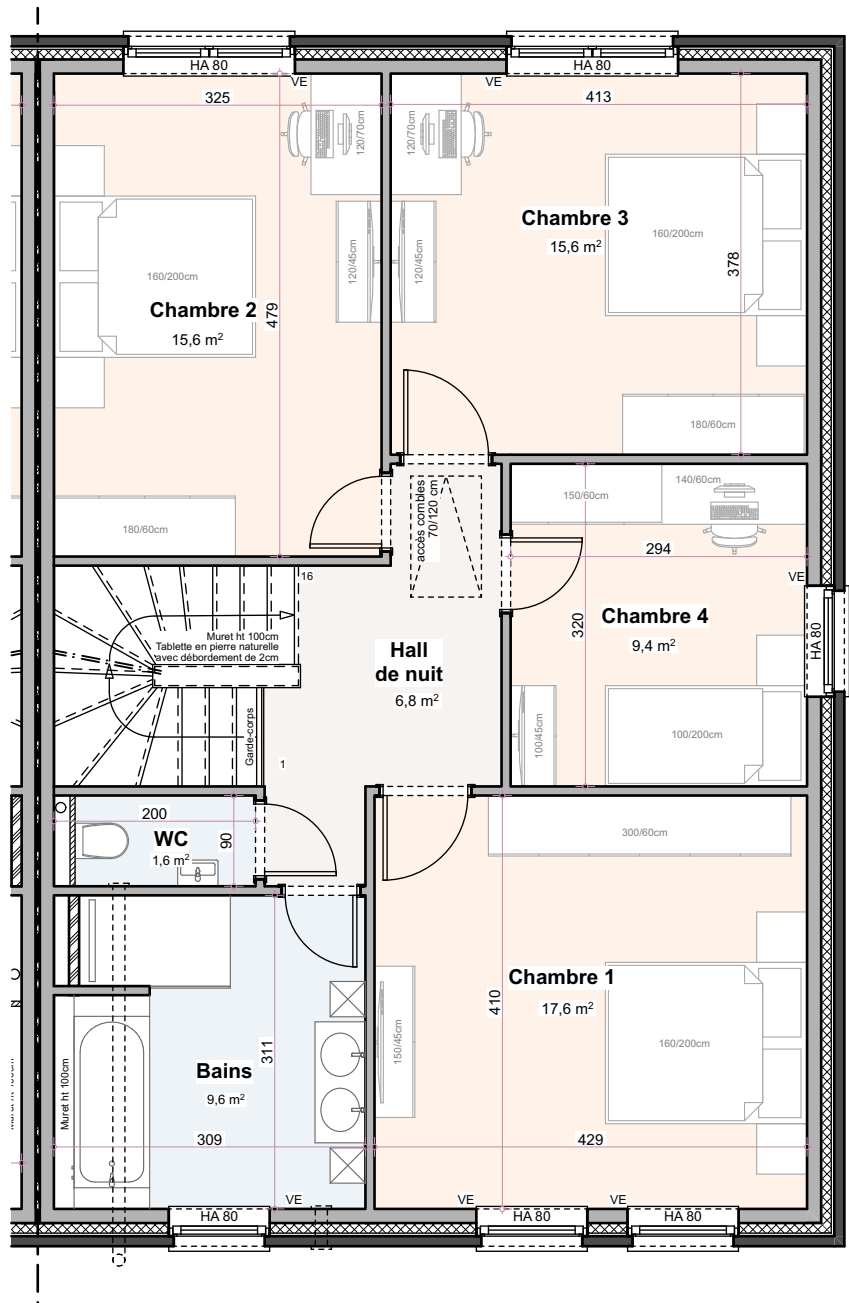 HA 80
HA 80
VE
VE
325
413
120/70cm
120/70cm
Chambre 3
15,6 m²
160/200cm
378
120/45cm
120/45cm
160/200cm
Chambre 2
15,6 m²
479
180/60cm
180/60cm
accès combles
70/120 cm
150/60cm
140/60cm
294
VE
16
320
Chambre 4
9,4 m²
HA 80
Muret ht 100cm
Tablette en pierre naturelle
avec débordement de 2cm
Hall
de nuit
6,8 m²
Garde-corps
1
100/45cm
100/200cm
200
WC
1,6 m²
90
300/60cm
Chambre 1
17,6 m²
410
150/45cm
160/200cm
311
Bains
9,6 m²
Muret ht 100cm
309
429
VE
VE
VE
HA 80
HA 80
HA 80